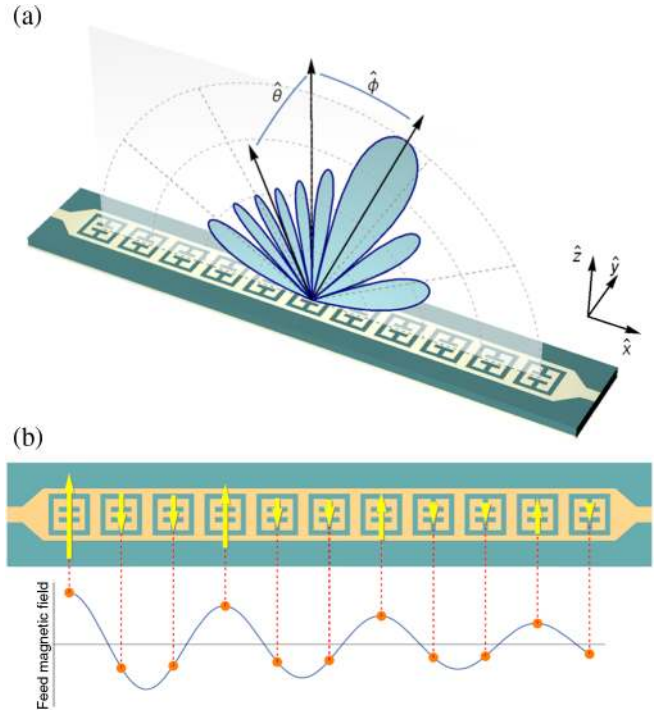 (a)
θ̂
ϕ̂
ẑ
ŷ
x̂
(b)
Feed magnetic field